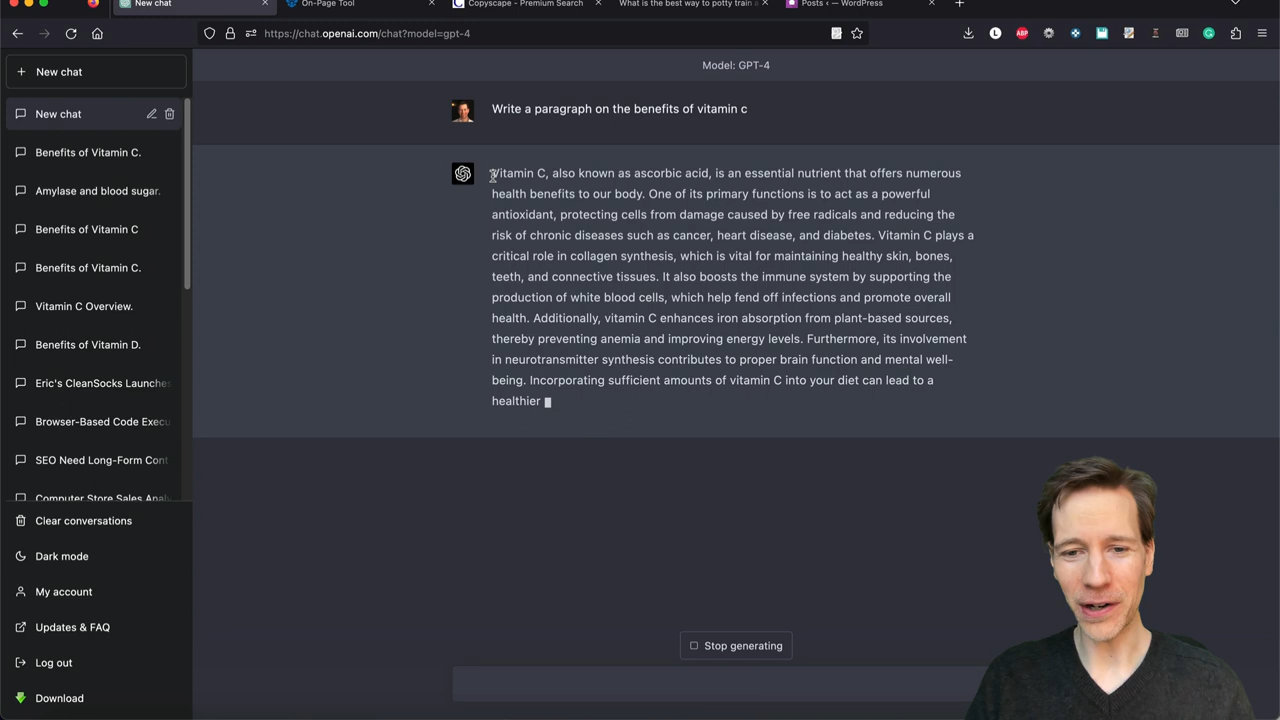 New chat
On-Page Tool
Copyscape - Premium Search
What is the best way to potty train a
Posts ‹ — WordPress
https://chat.openai.com/chat?model=gpt-4
L
ABP
New chat
Model: GPT-4
New chat
Write a paragraph on the benefits of vitamin c
Benefits of Vitamin C.
Amylase and blood sugar.
Benefits of Vitamin C
Benefits of Vitamin C.
Vitamin C Overview.
Benefits of Vitamin D.
Eric's CleanSocks Launches
Browser-Based Code Execu
SEO Need Long-Form Cont
Computer Store Sales Analy
Vitamin C, also known as ascorbic acid, is an essential nutrient that offers numerous
health benefits to our body. One of its primary functions is to act as a powerful
antioxidant, protecting cells from damage caused by free radicals and reducing the
risk of chronic diseases such as cancer, heart disease, and diabetes. Vitamin C plays a
critical role in collagen synthesis, which is vital for maintaining healthy skin, bones,
teeth, and connective tissues. It also boosts the immune system by supporting the
production of white blood cells, which help fend off infections and promote overall
health. Additionally, vitamin C enhances iron absorption from plant-based sources,
thereby preventing anemia and improving energy levels. Furthermore, its involvement
in neurotransmitter synthesis contributes to proper brain function and mental well-
being. Incorporating sufficient amounts of vitamin C into your diet can lead to a
healthier
Clear conversations
Dark mode
My account
Updates & FAQ
Log out
Download
Stop generating